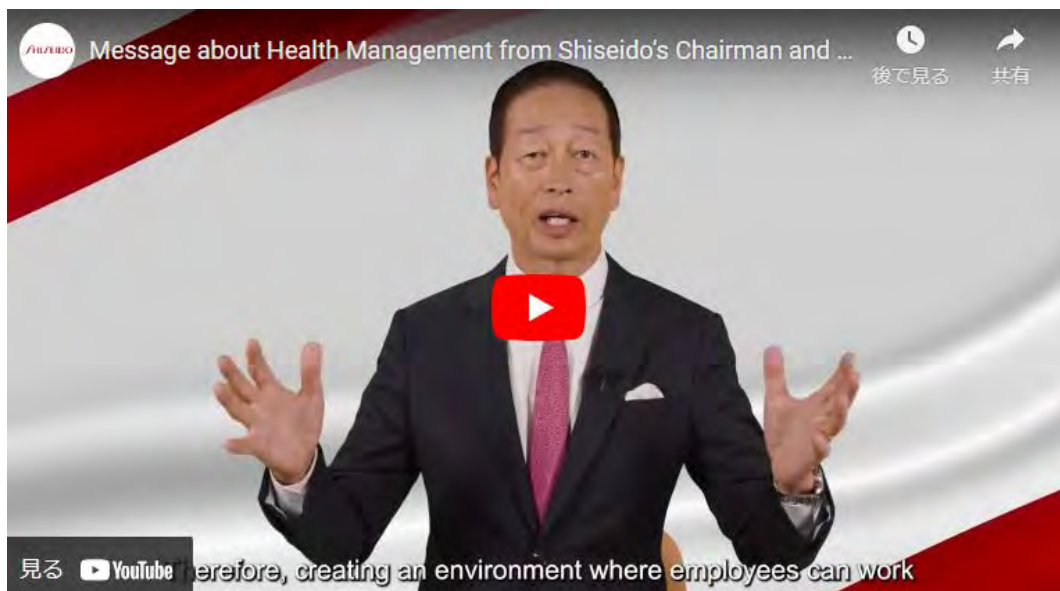 SHISEIDO
Message about Health Management from Shiseido‘s Chairman and ...
後で見る
共有
見る YouTube
erefore, creating an environment where employees can work